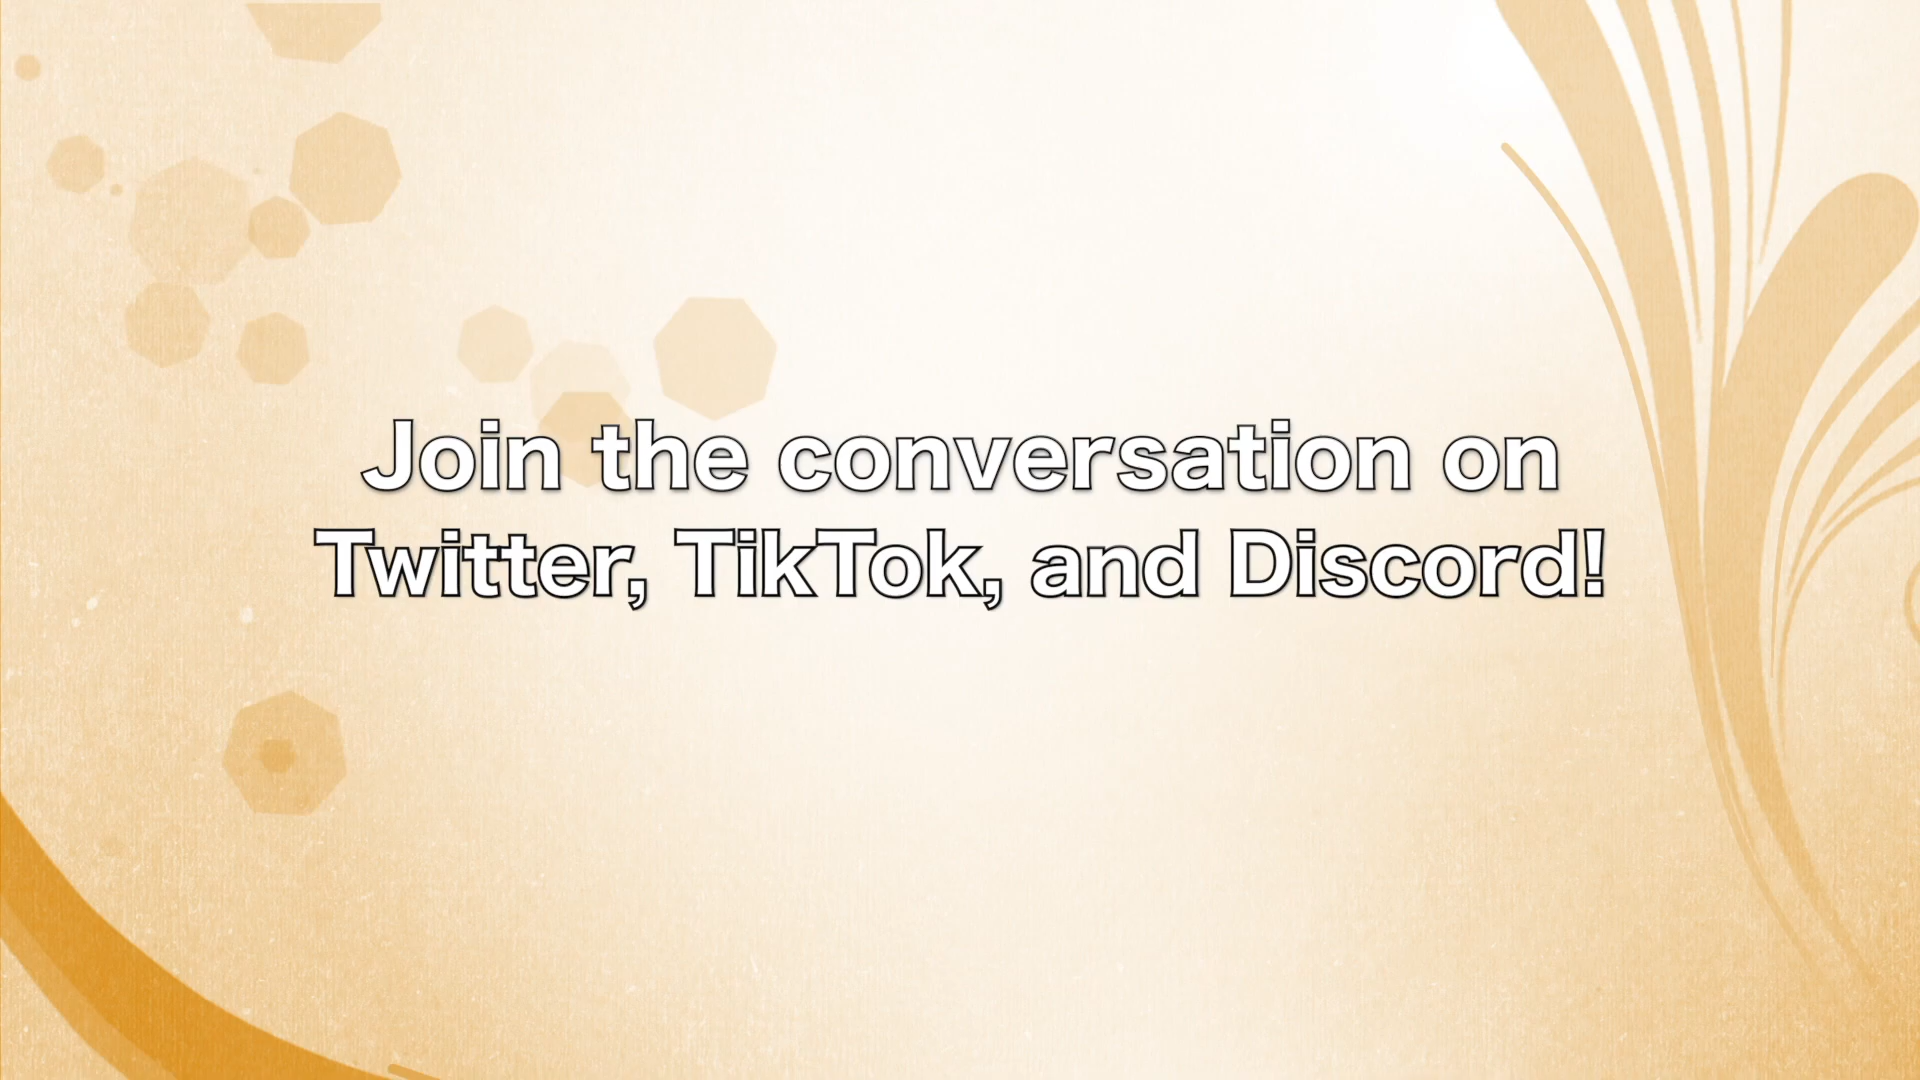 Join the conversation on
Twitter, TikTok, and Discord!